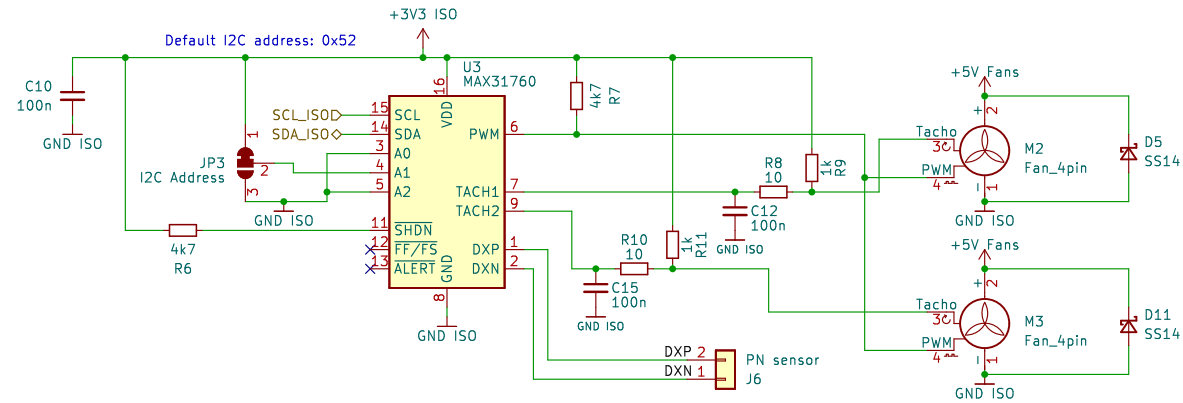 +3V3 ISO
Default I2C address: 0x52
C10
100n
GND ISO
U3
MAX31760
16
VDD
SCL_ISO
15
SCL
SDA_ISO
14
SDA
3
A0
4
A1
5
A2
11
SHDN
12
FF/FS
13
ALERT
GND
8
GND ISO
PWM
6
TACH1
7
TACH2
9
DXP
1
DXN
2
JP3
I2C Address
1
2
3
GND ISO
4k7
R6
4k7
R7
R8
10
1k
R9
C12
100n
GND ISO
R10
10
1k
R11
C15
100n
GND ISO
DXP
2
DXN
1
PN sensor
J6
+5V Fans
+
2
Tacho
3
PWM
4
-
1
M2
Fan_4pin
GND ISO
D5
SS14
+5V Fans
+
2
Tacho
3
PWM
4
-
1
M3
Fan_4pin
GND ISO
D11
SS14